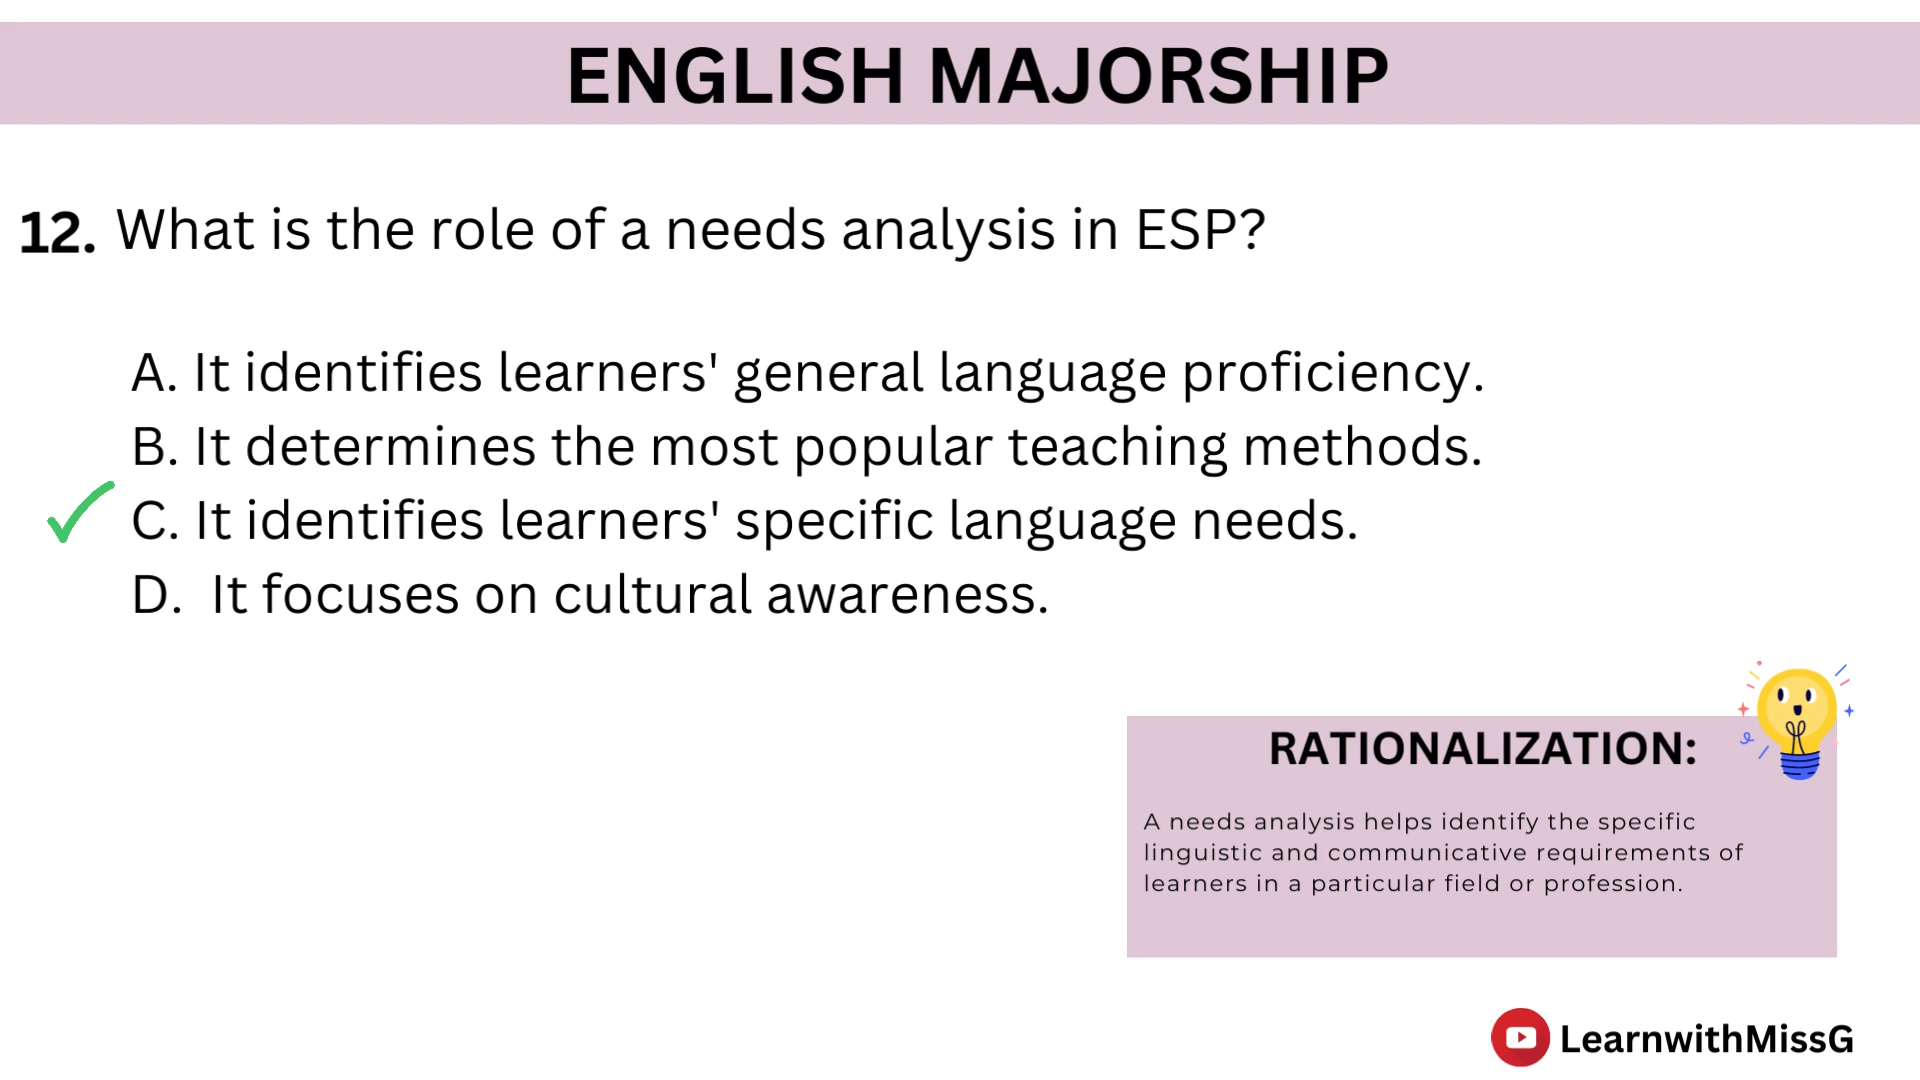 ENGLISH MAJORSHIP
12. What is the role of a needs analysis in ESP?
A. It identifies learners' general language proficiency.
B. It determines the most popular teaching methods.
C. It identifies learners' specific language needs.
D. It focuses on cultural awareness.
RATIONALIZATION:
A needs analysis helps identify the specific
linguistic and communicative requirements of
learners in a particular field or profession.
LearnwithMissG